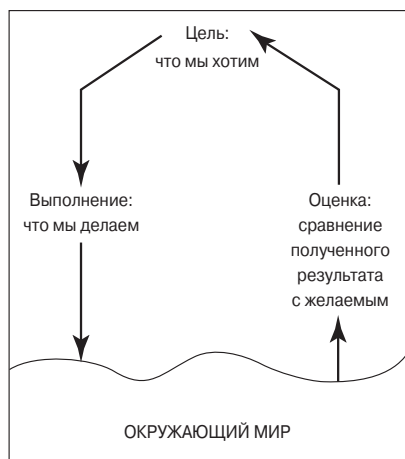 Цель:
что мы хотим
Выполнение:
что мы делаем
Оценка:
сравнение
полученного
результата
с желаемым
ОКРУЖАЮЩИЙ МИР